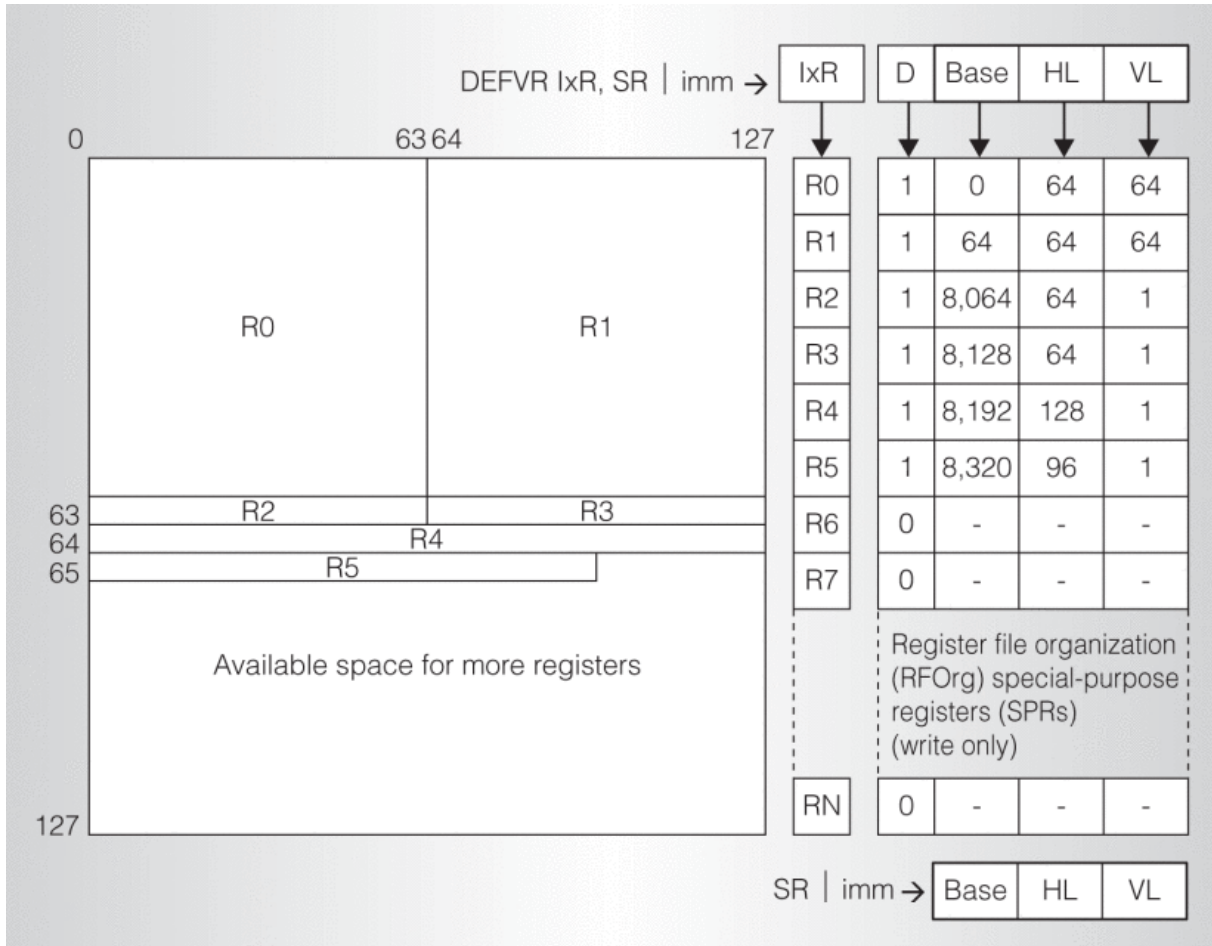 DEFVR IxR, SR | imm → IxR D Base HL VL
0 63 64 127
R0 1 0 64 64
R1 1 64 64 64
R2 1 8,064 64 1
R0 R1
R3 1 8,128 64 1
R4 1 8,192 128 1
R5 1 8,320 96 1
63 R2 R3
R6 0 - - -
64 R4
65 R5
R7 0 - - -
Available space for more registers
Register file organization
(RFOrg) special-purpose
registers (SPRs)
(write only)
RN 0 - - -
127
SR | imm → Base HL VL